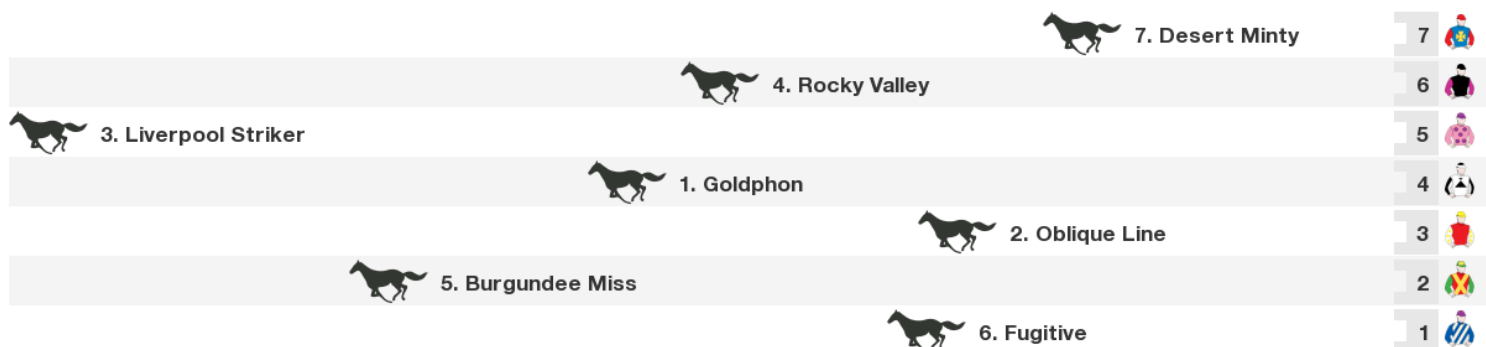 7. Desert Minty 7
4. Rocky Valley 6
3. Liverpool Striker 5
1. Goldphon 4
2. Oblique Line 3
5. Burgundee Miss 2
6. Fugitive 1